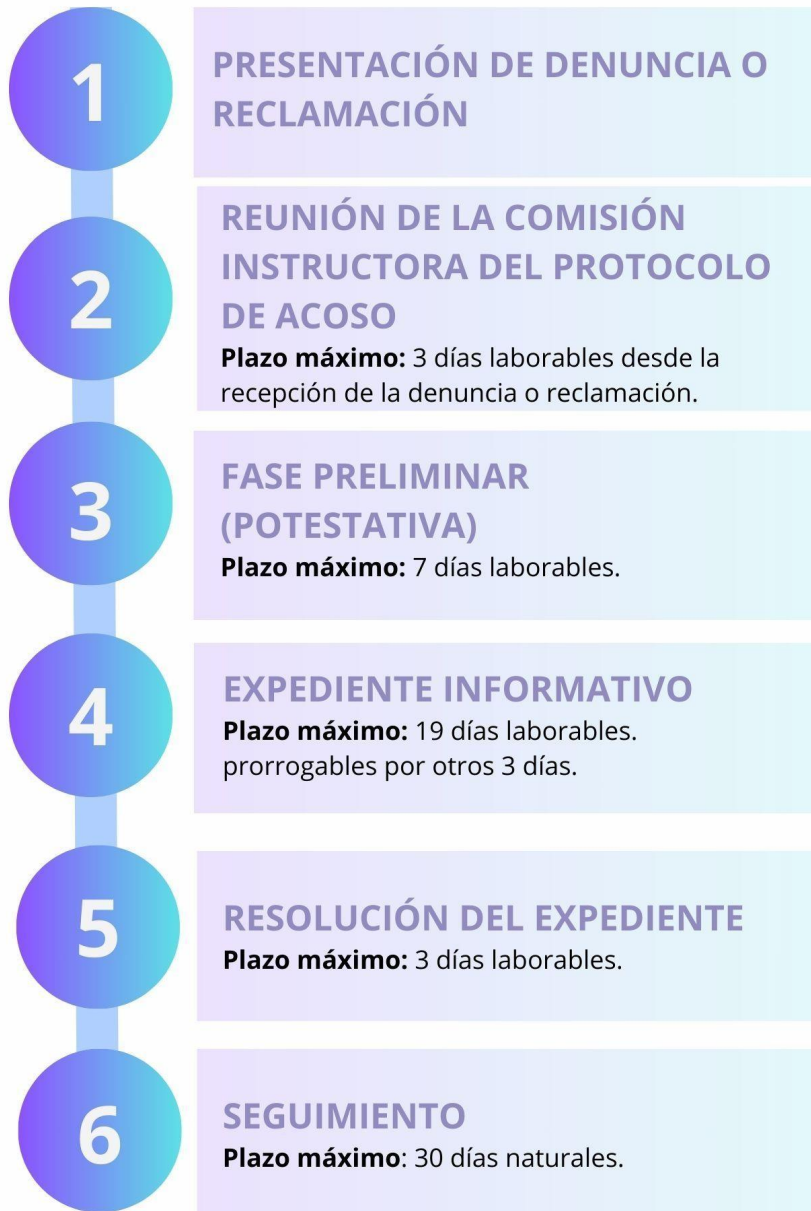 1
PRESENTACIÓN DE DENUNCIA O
RECLAMACIÓN
2
REUNIÓN DE LA COMISIÓN
INSTRUCTORA DEL PROTOCOLO
DE ACOSO
Plazo máximo: 3 días laborables desde la
recepción de la denuncia o reclamación.
3
FASE PRELIMINAR
(POTESTATIVA)
Plazo máximo: 7 días laborables.
4
EXPEDIENTE INFORMATIVO
Plazo máximo: 19 días laborables.
prorrogables por otros 3 días.
5
RESOLUCIÓN DEL EXPEDIENTE
Plazo máximo: 3 días laborables.
6
SEGUIMIENTO
Plazo máximo: 30 días naturales.